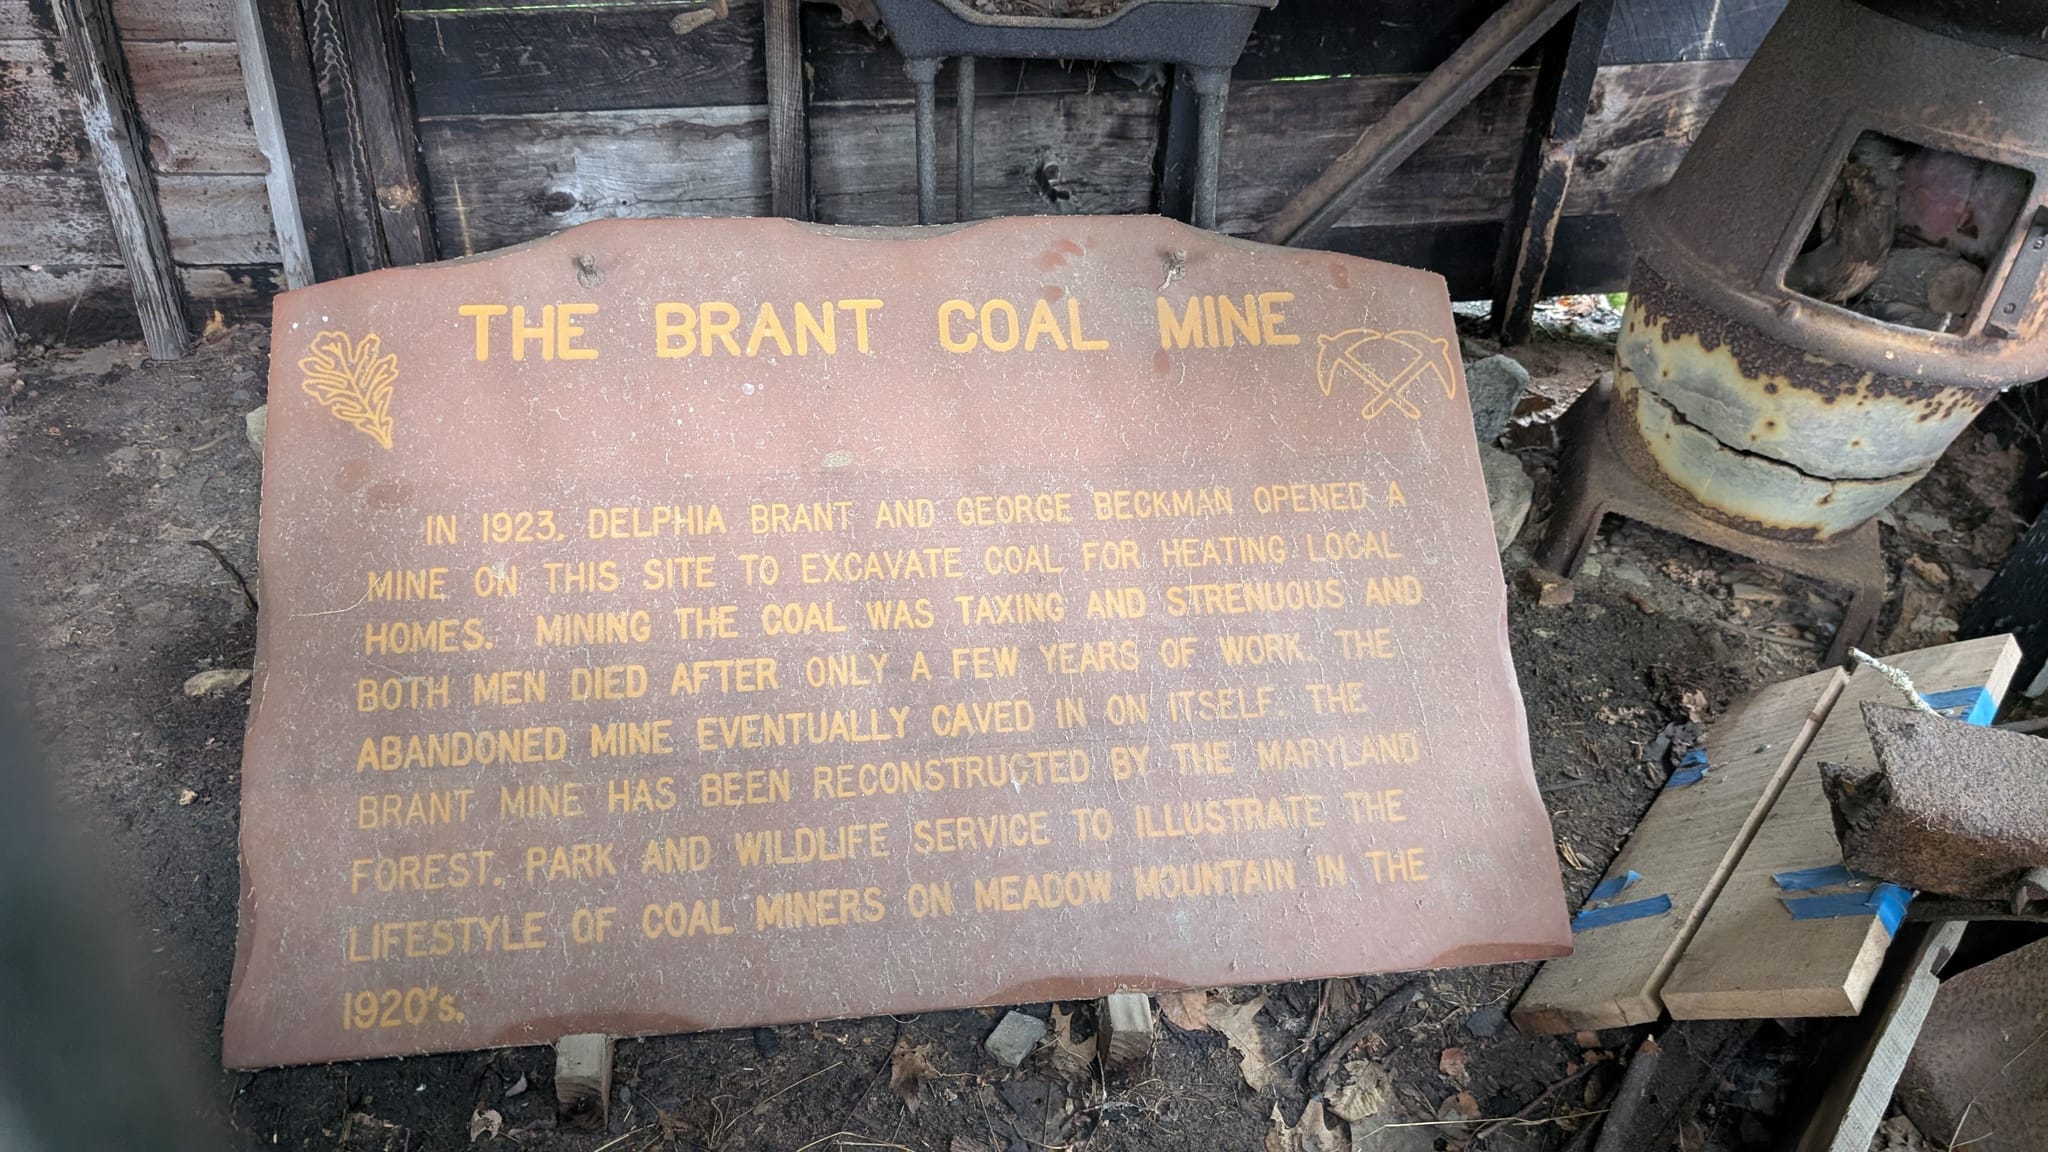 THE BRANT COAL MINE
IN 1923, DELPHIA BRANT AND GEORGE BECKMAN OPENED A
MINE ON THIS SITE TO EXCAVATE COAL FOR HEATING LOCAL
HOMES. MINING THE COAL WAS TAXING AND STRENUOUS AND
BOTH MEN DIED AFTER ONLY A FEW YEARS OF WORK. THE
ABANDONED MINE EVENTUALLY CAVED IN ON ITSELF. THE
BRANT MINE HAS BEEN RECONSTRUCTED BY THE MARYLAND
FOREST, PARK AND WILDLIFE SERVICE TO ILLUSTRATE THE
LIFESTYLE OF COAL MINERS ON MEADOW MOUNTAIN IN THE
1920's.